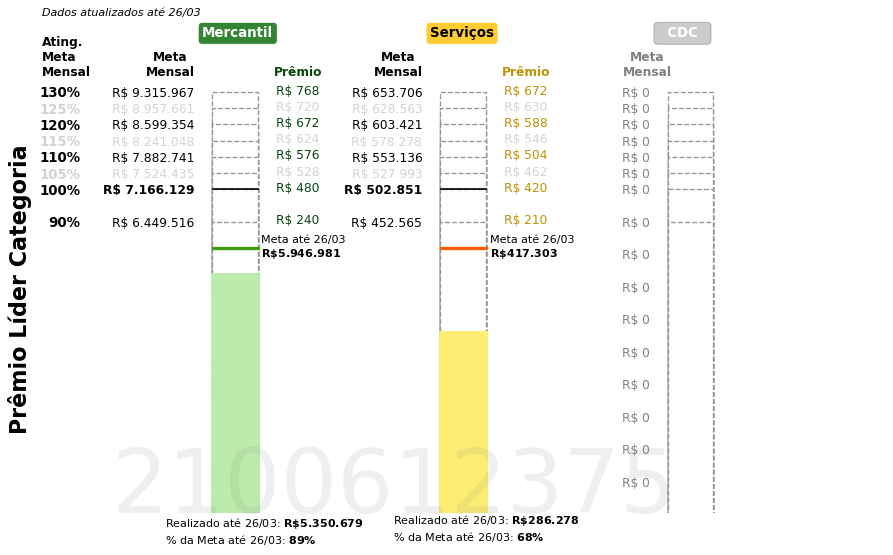 Dados atualizados até 26/03
Mercantil Serviços CDC
Ating. Meta Mensal Meta Mensal Prêmio Meta Mensal Prêmio Meta Mensal
130% R$ 9.315.967 R$ 768 R$ 653.706 R$ 672 R$ 0
125% R$ 8.957.661 R$ 720 R$ 628.563 R$ 630 R$ 0
120% R$ 8.599.354 R$ 672 R$ 603.421 R$ 588 R$ 0
115% R$ 8.241.048 R$ 624 R$ 578.278 R$ 546 R$ 0
110% R$ 7.882.741 R$ 576 R$ 553.136 R$ 504 R$ 0
105% R$ 7.524.435 R$ 528 R$ 527.993 R$ 462 R$ 0
100% R$ 7.166.129 R$ 480 R$ 502.851 R$ 420 R$ 0
90% R$ 6.449.516 R$ 240 R$ 452.565 R$ 210 R$ 0
Meta até 26/03 Meta até 26/03
R$5.946.981 R$417.303 R$ 0
R$ 0
R$ 0
R$ 0
R$ 0
R$ 0
R$ 0
R$ 0
Prêmio Líder Categoria
2100612375
Realizado até 26/03: R$5.350.679 Realizado até 26/03: R$286.278
% da Meta até 26/03: 89% % da Meta até 26/03: 68%